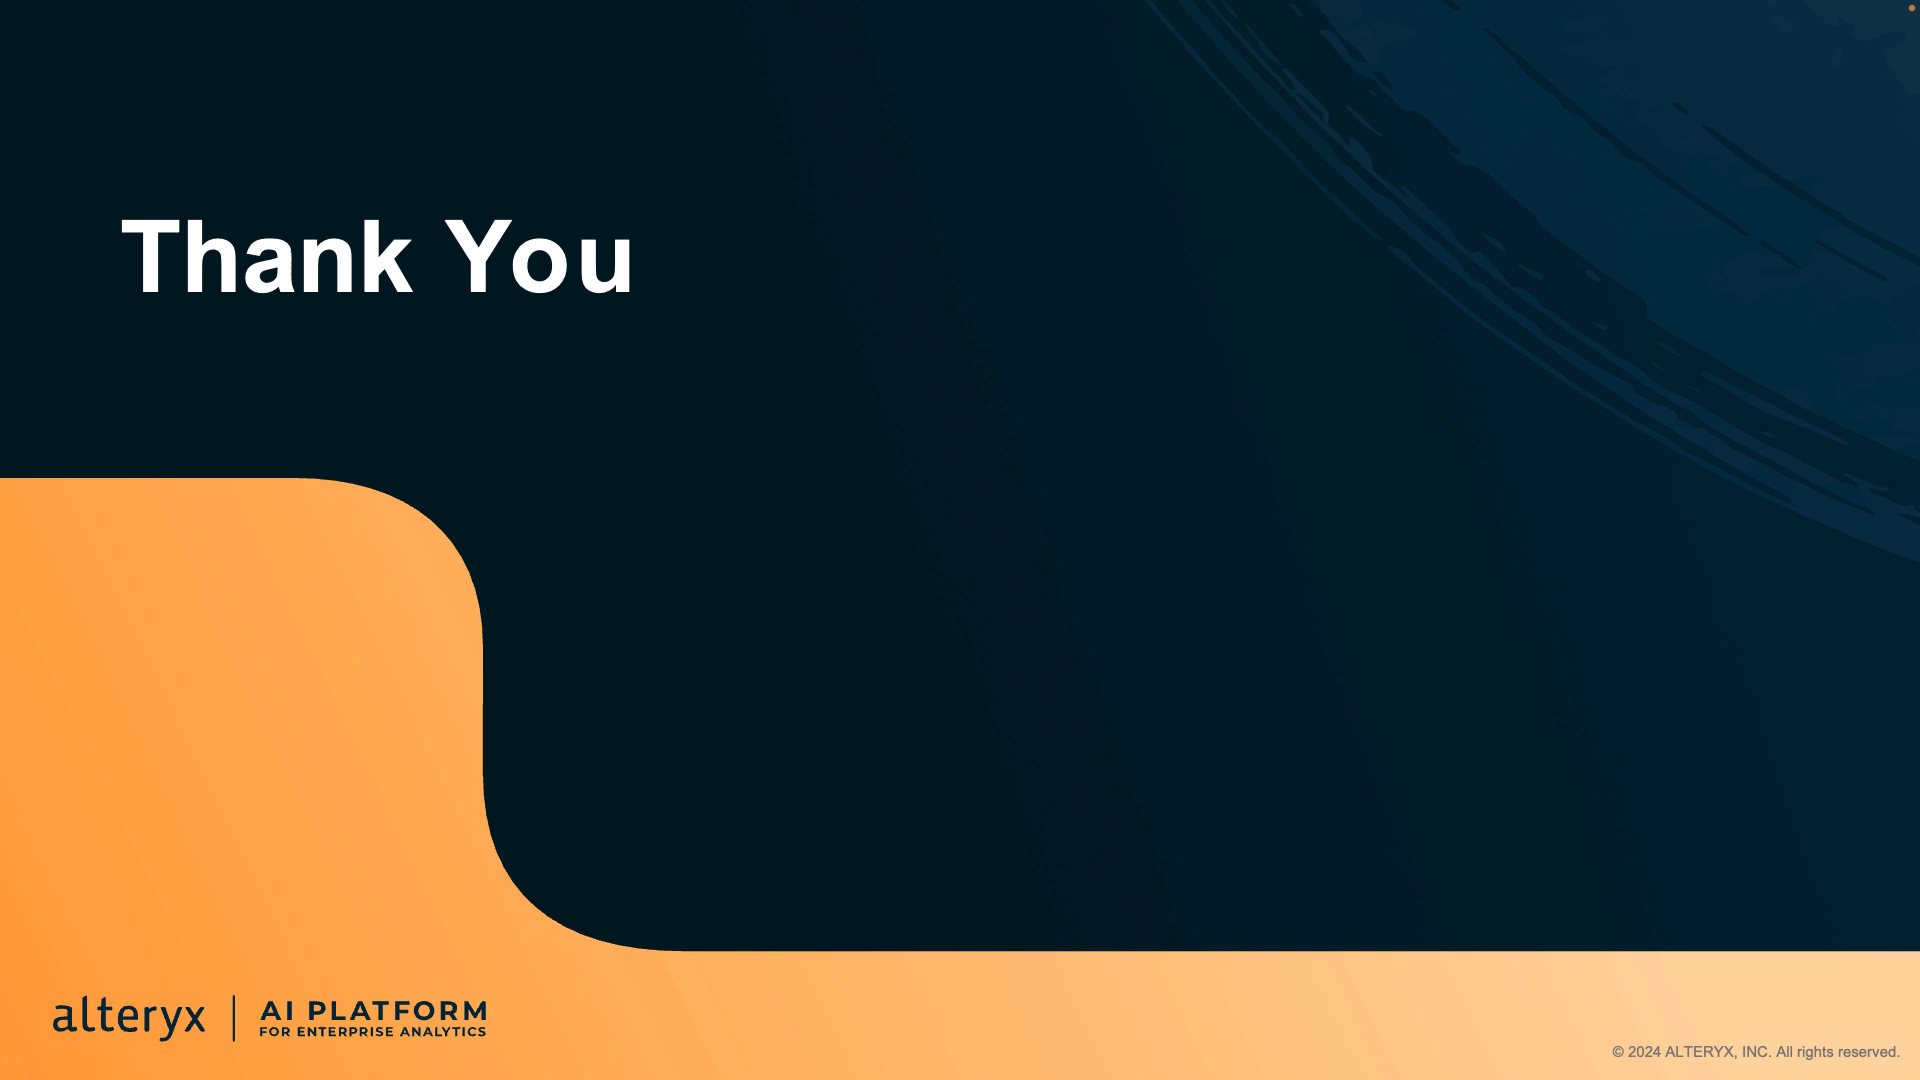 Thank You
alteryx | AI PLATFORM
FOR ENTERPRISE ANALYTICS
© 2024 ALTERYX, INC. All rights reserved.